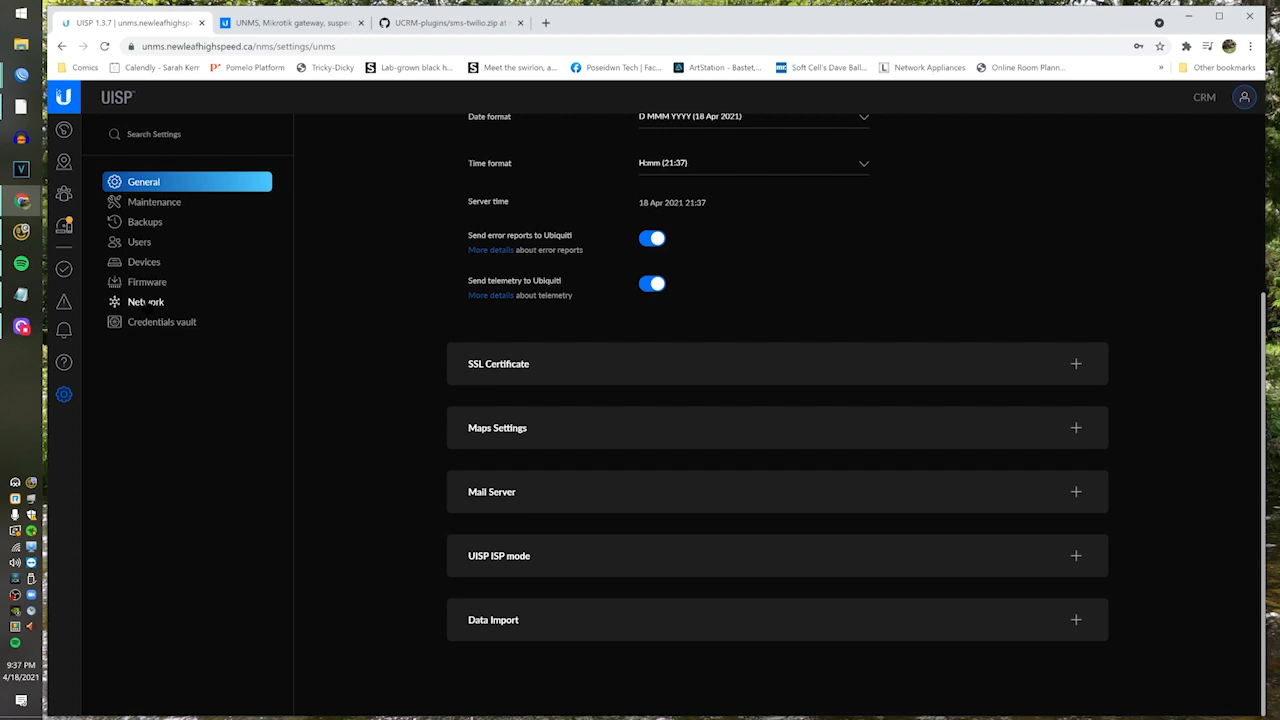 UISP 1.3.7 | unms.newleafhighspe
UNMS, Mikrotik gateway, suspen
UCRM-plugins/sms-twilio.zip at
unms.newleafhighspeed.ca/nms/settings/unms
Comics
Calendly - Sarah Kerr
Pomelo Platform
Tricky-Dicky
Lab-grown black h...
Meet the swirlon, a...
Poseidwn Tech | Fac...
ArtStation - Bastet,...
Soft Cell's Dave Ball...
Network Appliances
Online Room Plann...
»
Other bookmarks
UISP
CRM
Search Settings
General
Maintenance
Backups
Users
Devices
Firmware
Network
Credentials vault
Date format
D MMM YYYY (18 Apr 2021)
Time format
H:mm (21:37)
Server time
18 Apr 2021 21:37
Send error reports to Ubiquiti
More details about error reports
Send telemetry to Ubiquiti
More details about telemetry
SSL Certificate
Maps Settings
Mail Server
UISP ISP mode
Data Import
9:37 PM
4/18/2021